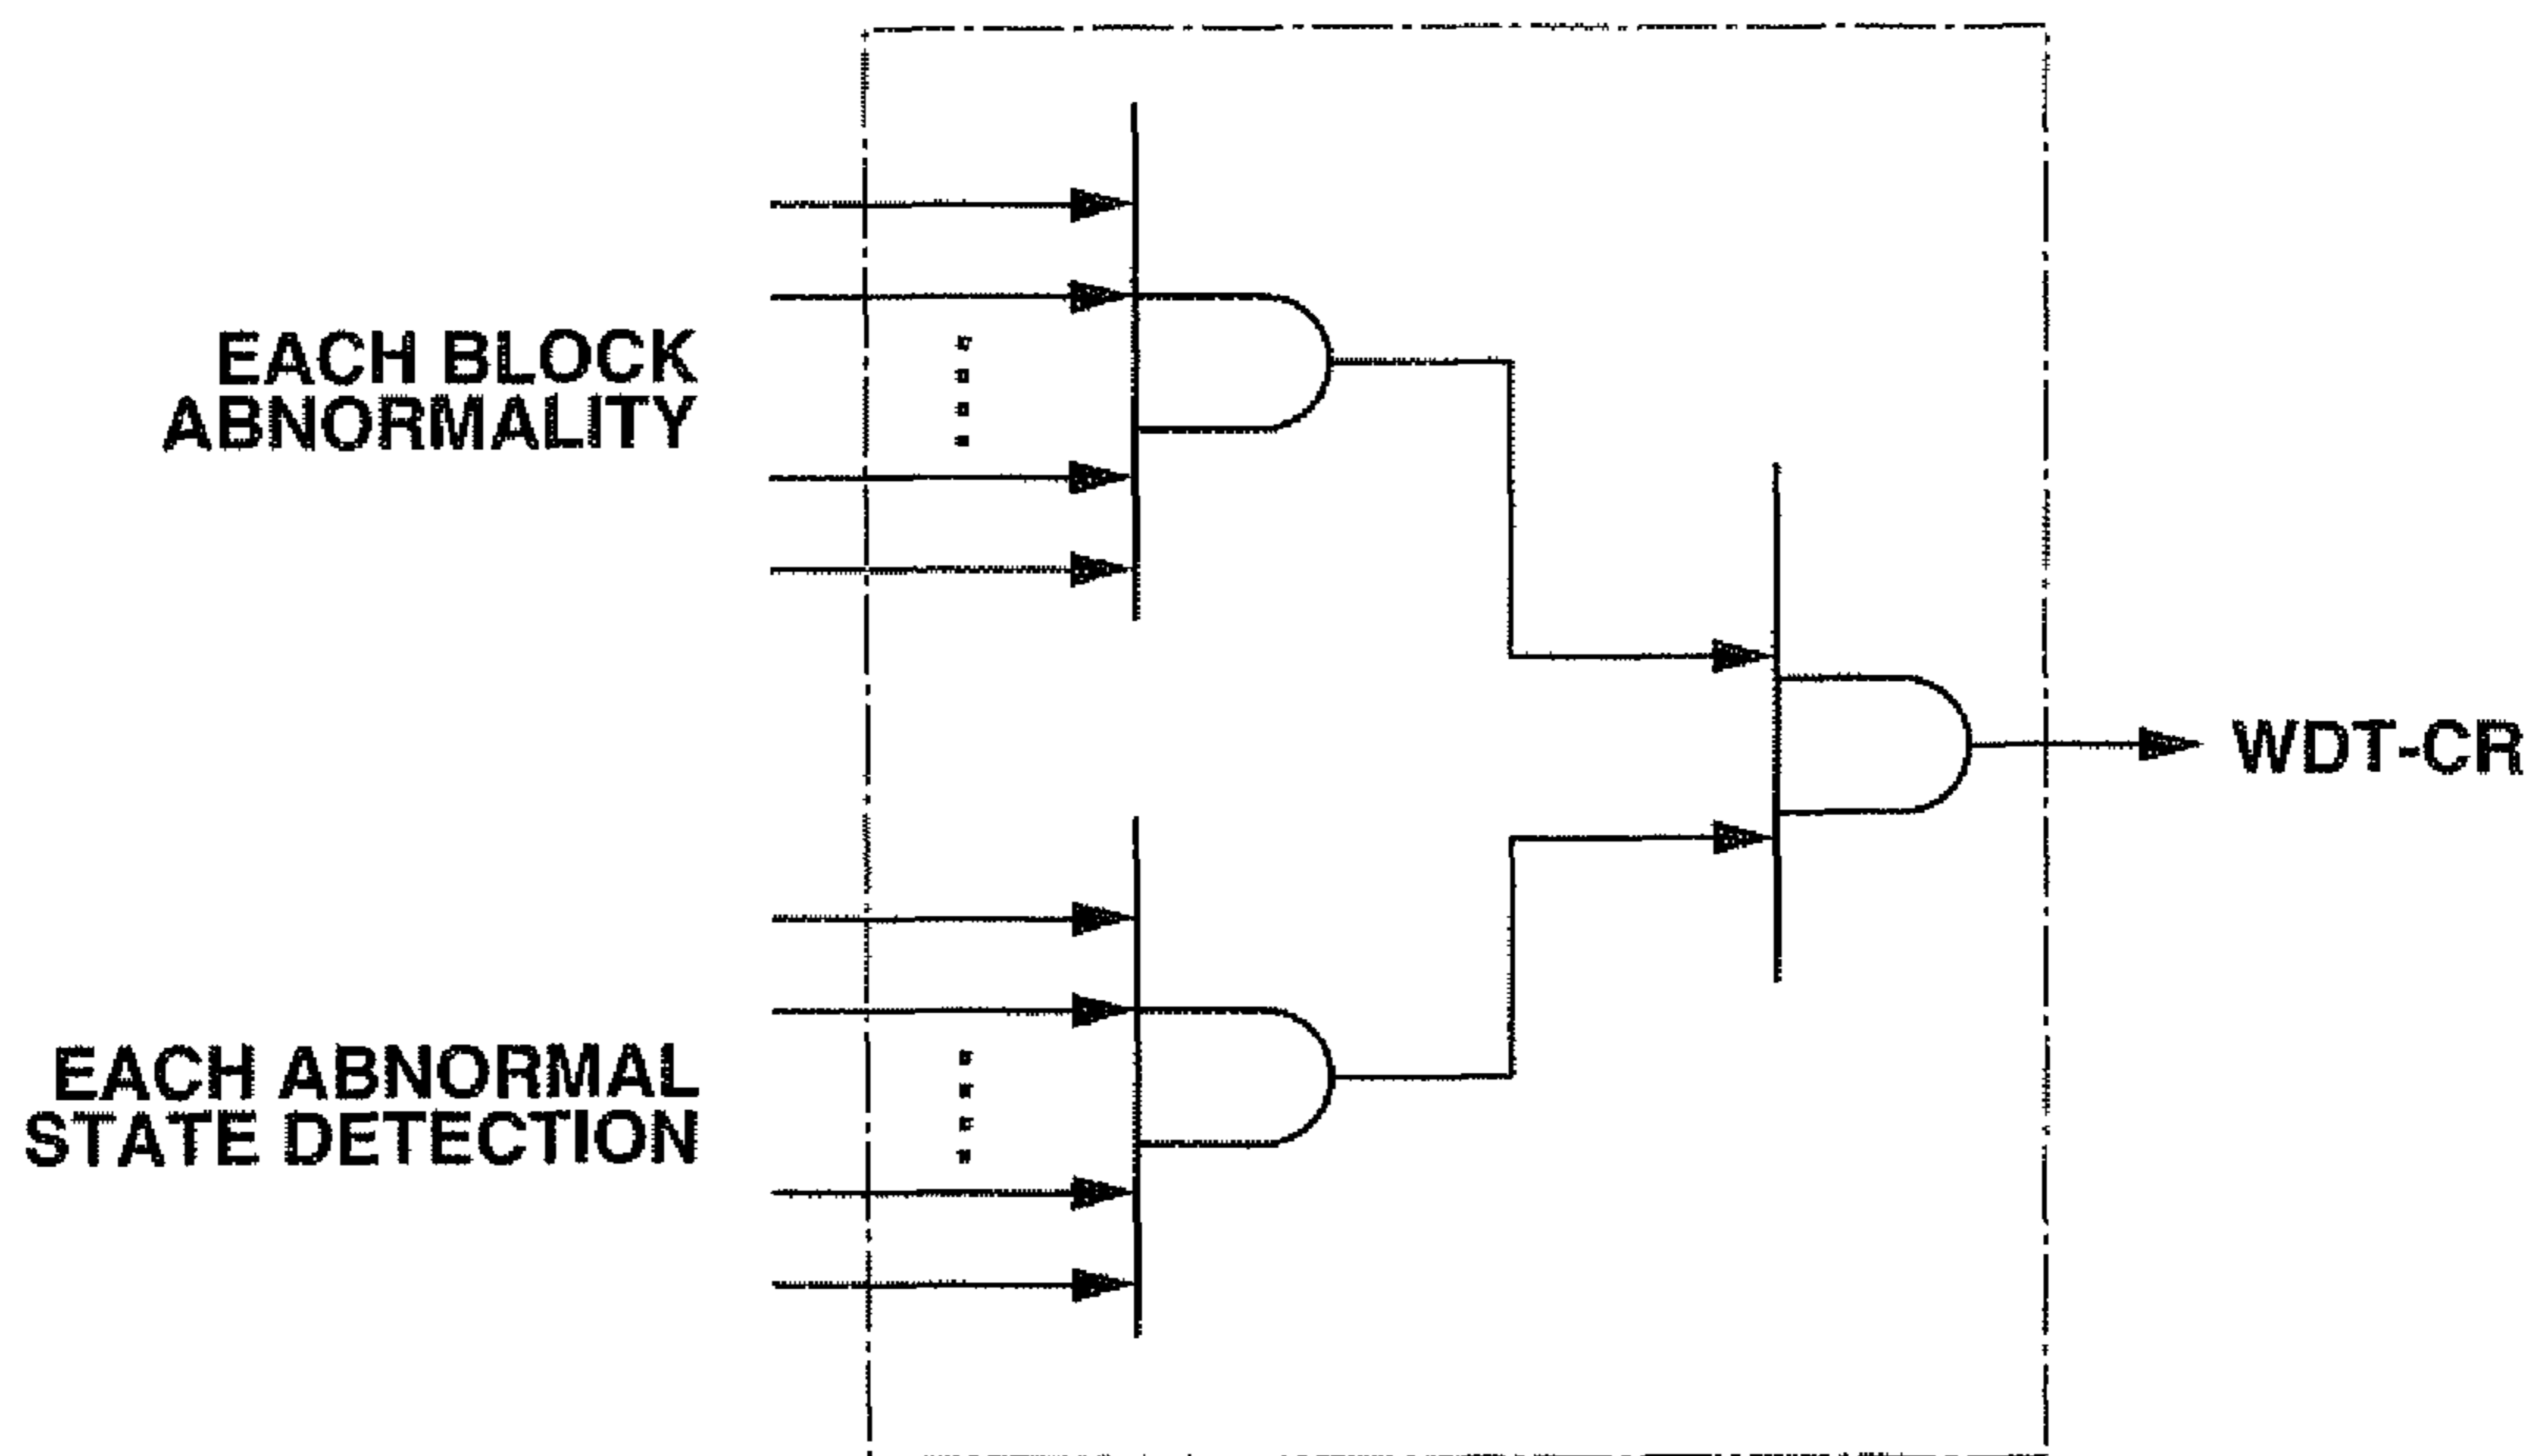 EACH BLOCK
ABNORMALITY
WDT-CR
EACH ABNORMAL
STATE DETECTION